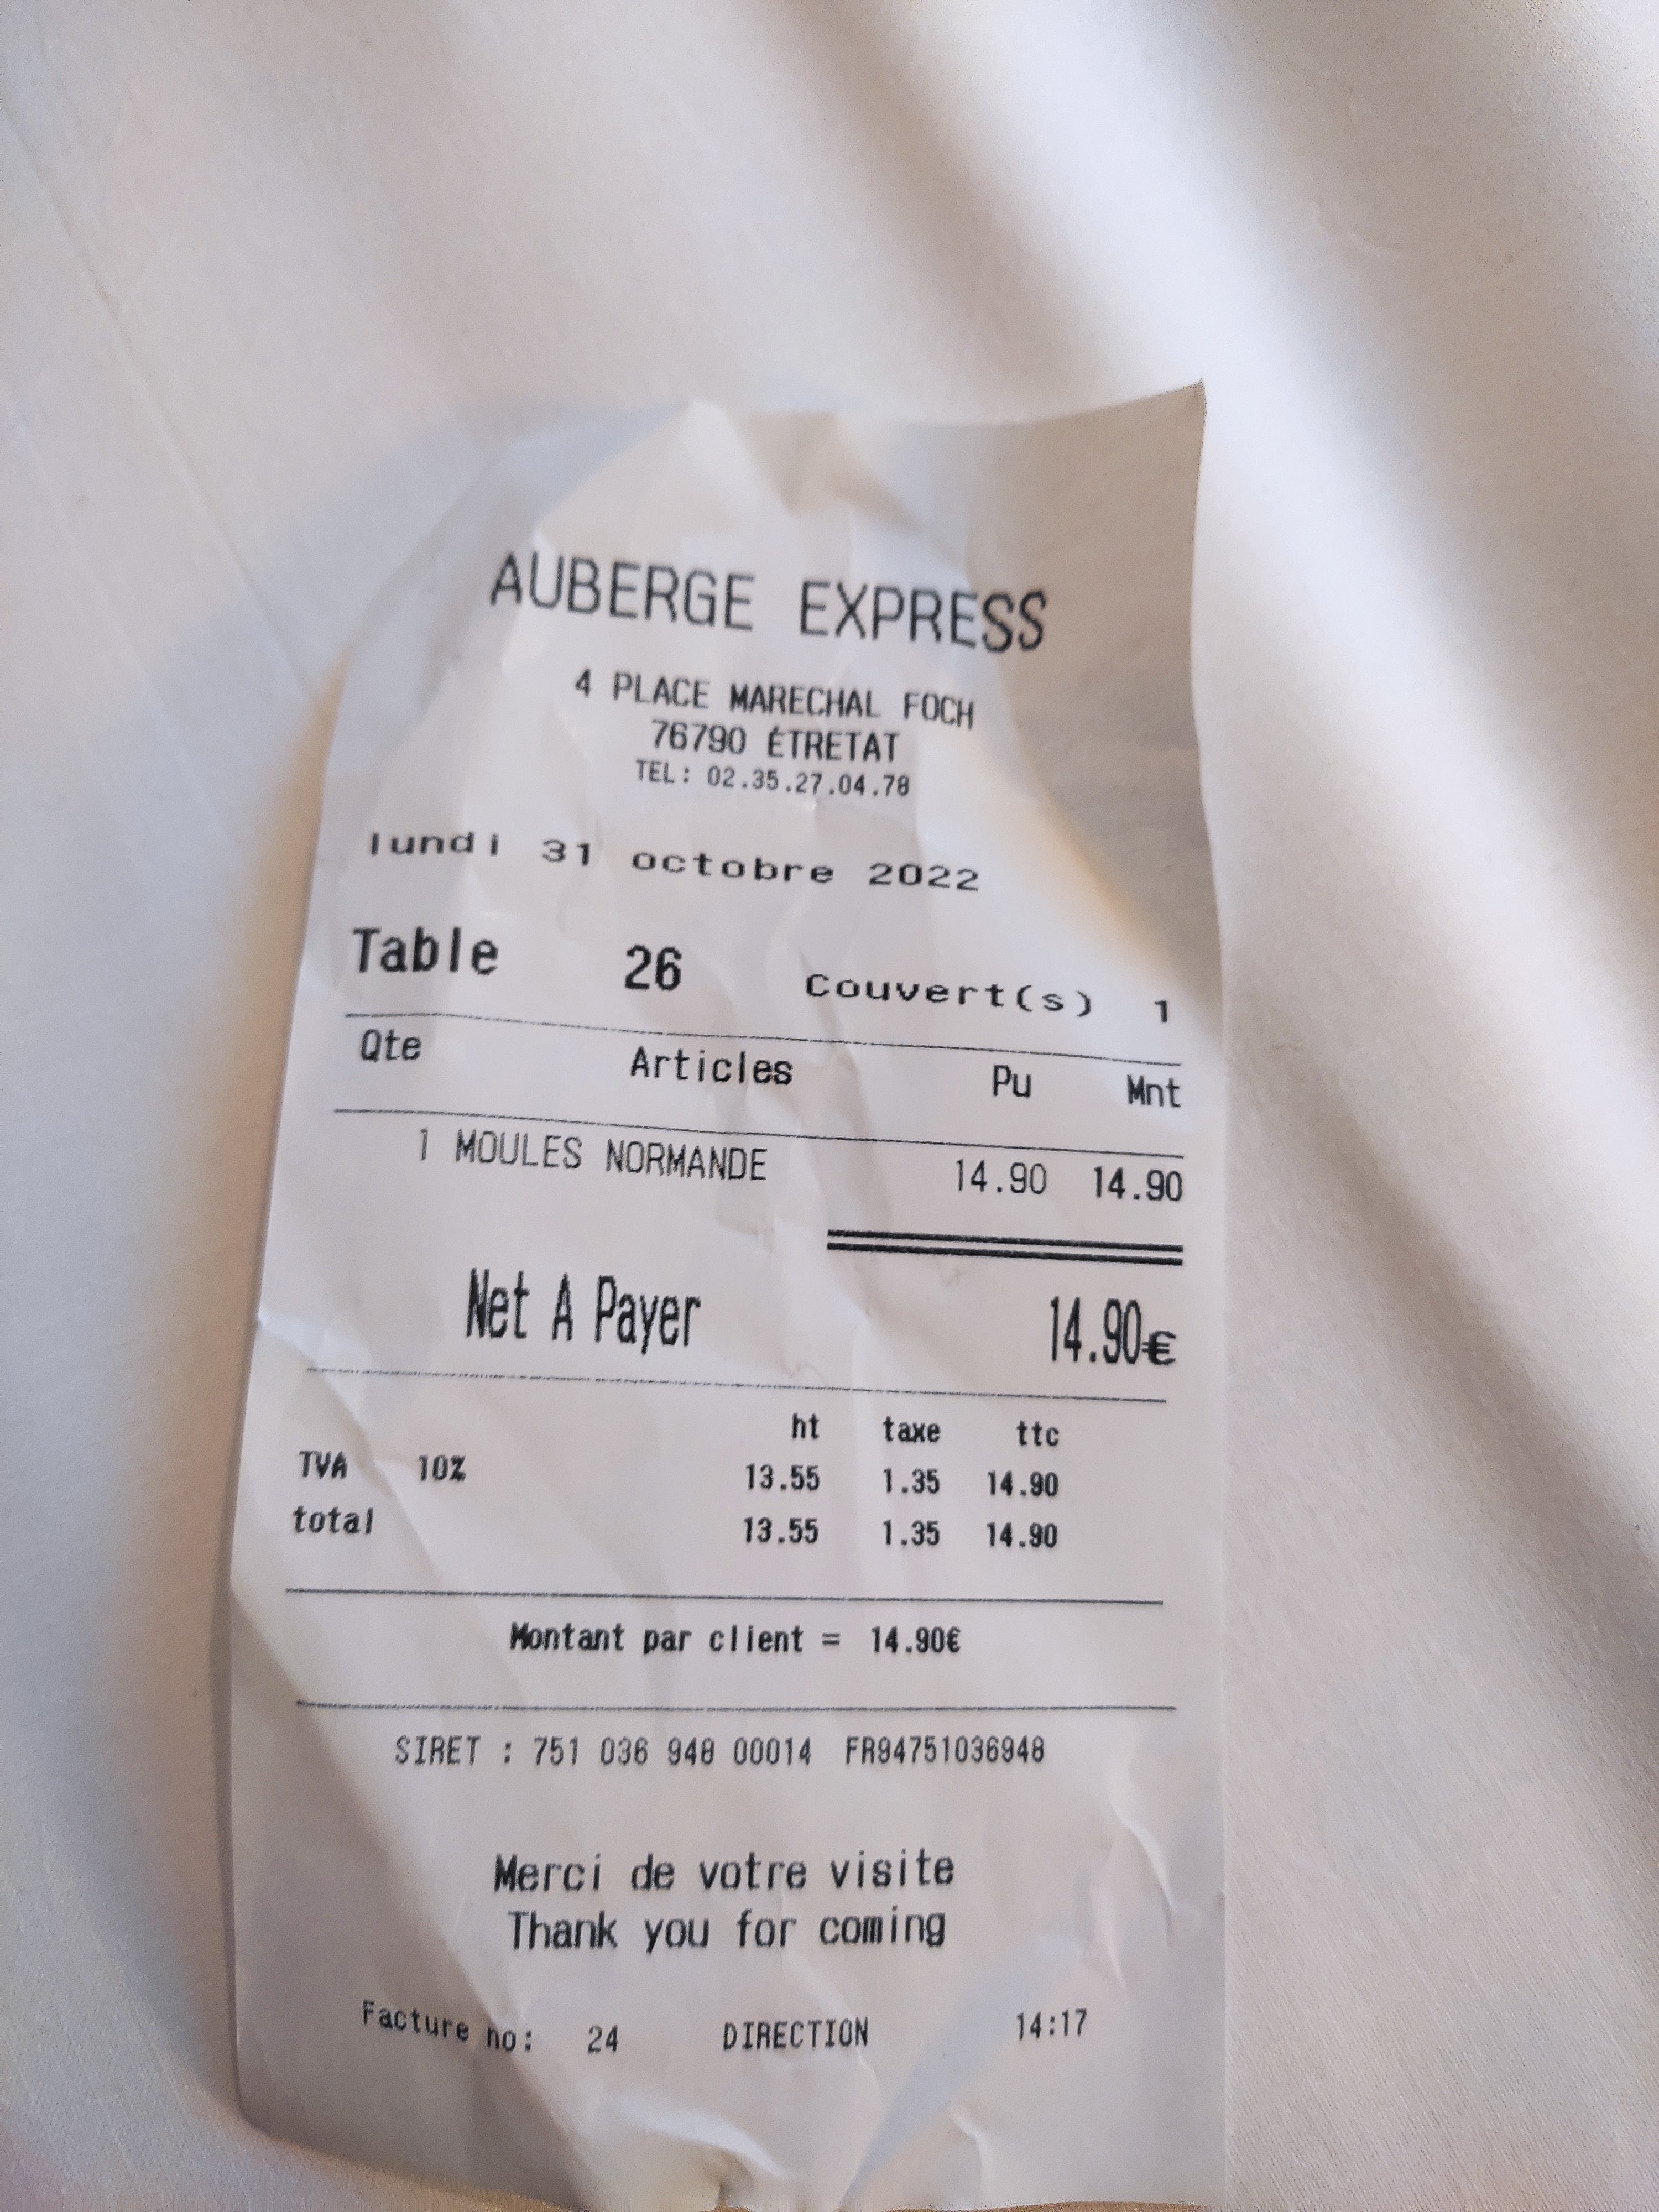 AUBERGE EXPRESS
4 PLACE MARECHAL FOCH
76790 ÉTRETAT
TEL: 02.35.27.04.78
lundi 31 octobre 2022
Table 26 Couvert(s) 1
Qte Articles Pu Mnt
1 MOULES NORMANDE 14.90 14.90
Net A Payer 14.90€
ht taxe ttc
TVA 10% 13.55 1.35 14.90
total 13.55 1.35 14.90
Montant par client = 14.90€
SIRET : 751 036 948 00014 FR94751036948
Merci de votre visite
Thank you for coming
Facture no: 24 DIRECTION 14:17